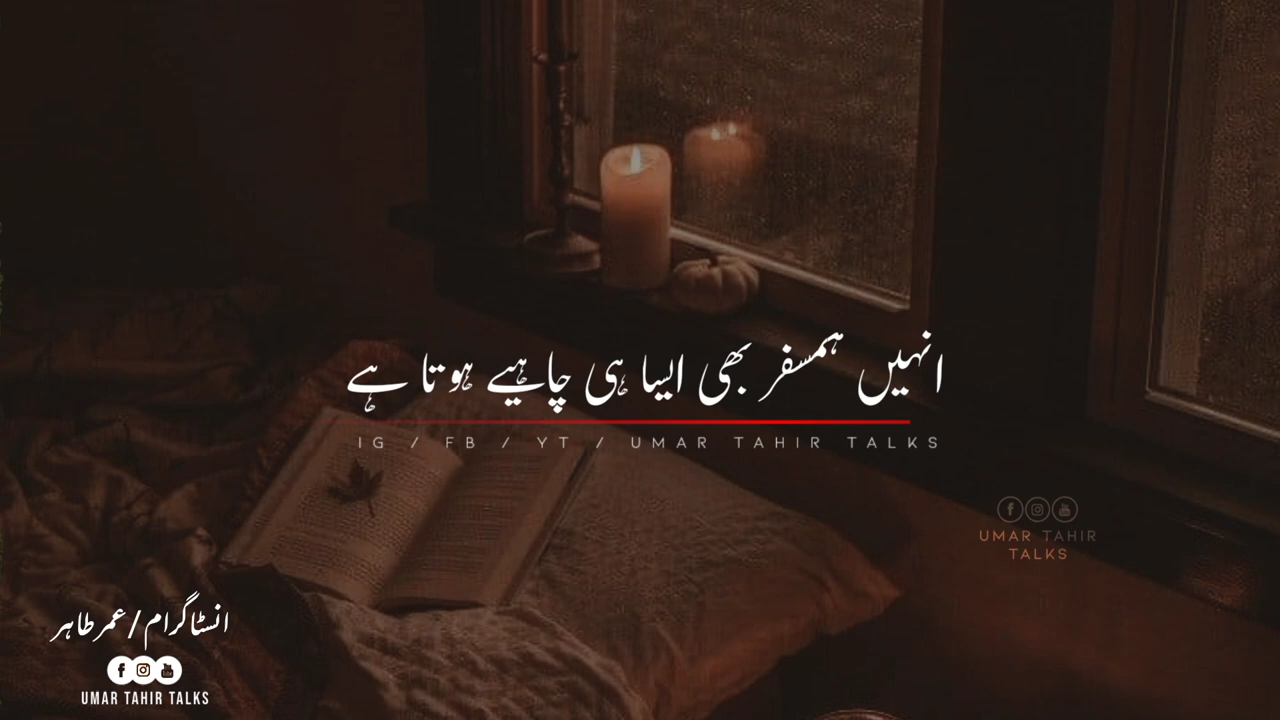 انہیں ہمسفر بھی ایسا ہی چاہیے ہوتا ہے
IG / FB / YT / UMAR TAHIR TALKS
UMAR TAHIR
TALKS
انسٹاگرام/عمر طاہر
UMAR TAHIR TALKS